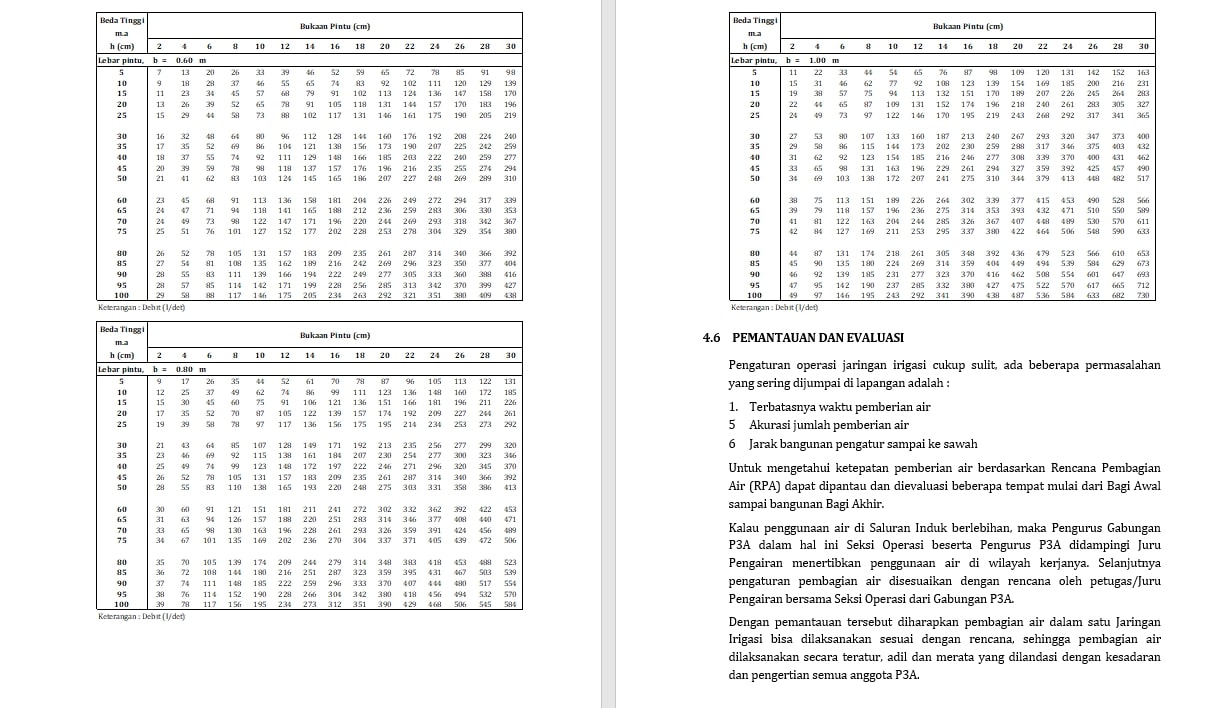 Beda Tinggi
m.a
h (cm)
Bukaan Pintu (cm)
2 4 6 8 10 12 14 16 18 20 22 24 26 28 30
Lebar pintu, b = 0.60 m
5 7 13 20 26 33 39 46 52 59 65 72 78 85 91 98
10 9 18 28 37 46 55 65 74 83 92 102 111 120 129 139
15 11 23 34 45 57 68 79 91 102 113 124 136 147 158 170
20 13 26 39 52 65 78 91 105 118 131 144 157 170 183 196
25 15 29 44 58 73 88 102 117 131 146 161 175 190 205 219
30 16 32 48 64 80 96 112 128 144 160 176 192 208 224 240
35 17 35 52 69 86 104 121 138 156 173 190 207 225 242 259
40 18 37 55 74 92 111 129 148 166 185 203 222 240 259 277
45 20 39 59 78 98 118 137 157 176 196 216 235 255 274 294
50 21 41 62 83 103 124 145 165 186 207 227 248 269 289 310
60 23 45 68 91 113 136 158 181 204 226 249 272 294 317 339
65 24 47 71 94 118 141 165 188 212 236 259 283 306 330 353
70 24 49 73 98 122 147 171 196 220 244 269 293 318 342 367
75 25 51 76 101 127 152 177 202 228 253 278 304 329 354 380
80 26 52 78 105 131 157 183 209 235 261 287 314 340 366 392
85 27 54 81 108 135 162 189 216 242 269 296 323 350 377 404
90 28 55 83 111 139 166 194 222 249 277 305 333 360 388 416
95 28 57 85 114 142 171 199 228 256 285 313 342 370 399 427
100 29 58 88 117 146 175 205 234 263 292 321 351 380 409 438
Keterangan : Debit (l/det)
Beda Tinggi
m.a
h (cm)
Bukaan Pintu (cm)
2 4 6 8 10 12 14 16 18 20 22 24 26 28 30
Lebar pintu, b = 0.80 m
5 9 17 26 35 44 52 61 70 78 87 96 105 113 122 131
10 12 25 37 49 62 74 86 99 111 123 136 148 160 172 185
15 15 30 45 60 75 91 106 121 136 151 166 181 196 211 226
20 17 35 52 70 87 105 122 139 157 174 192 209 227 244 261
25 19 39 58 78 97 117 136 156 175 195 214 234 253 273 292
30 21 43 64 85 107 128 149 171 192 213 235 256 277 299 320
35 23 46 69 92 115 138 161 184 207 230 254 277 300 323 346
40 25 49 74 99 123 148 172 197 222 246 271 296 320 345 370
45 26 52 78 105 131 157 183 209 235 261 287 314 340 366 392
50 28 55 83 110 138 165 193 220 248 275 303 331 358 386 413
60 30 60 91 121 151 181 211 241 272 302 332 362 392 422 453
65 31 63 94 126 157 188 220 251 283 314 346 377 408 440 471
70 33 65 98 130 163 196 228 261 293 326 359 391 424 456 489
75 34 67 101 135 169 202 236 270 304 337 371 405 439 472 506
80 35 70 105 139 174 209 244 279 314 348 383 418 453 488 523
85 36 72 108 144 180 216 251 287 323 359 395 431 467 503 539
90 37 74 111 148 185 222 259 296 333 370 407 444 480 517 554
95 38 76 114 152 190 228 266 304 342 380 418 456 494 532 570
100 39 78 117 156 195 234 273 312 351 390 429 468 506 545 584
Keterangan : Debit (l/det)
Beda Tinggi
m.a
h (cm)
Bukaan Pintu (cm)
2 4 6 8 10 12 14 16 18 20 22 24 26 28 30
Lebar pintu, b = 1.00 m
5 11 22 33 44 54 65 76 87 98 109 120 131 142 152 163
10 15 31 46 62 77 92 108 123 139 154 169 185 200 216 231
15 19 38 57 75 94 113 132 151 170 189 207 226 245 264 283
20 22 44 65 87 109 131 152 174 196 218 240 261 283 305 327
25 24 49 73 97 122 146 170 195 219 243 268 292 317 341 365
30 27 53 80 107 133 160 187 213 240 267 293 320 347 373 400
35 29 58 86 115 144 173 202 230 259 288 317 346 375 403 432
40 31 62 92 123 154 185 216 246 277 308 339 370 400 431 462
45 33 65 98 131 163 196 229 261 294 327 359 392 425 457 490
50 34 69 103 138 172 207 241 275 310 344 379 413 448 482 517
60 38 75 113 151 189 226 264 302 339 377 415 453 490 528 566
65 39 79 118 157 196 236 275 314 353 393 432 471 510 550 589
70 41 81 122 163 204 244 285 326 367 407 448 489 530 570 611
75 42 84 127 169 211 253 295 337 380 422 464 506 548 590 633
80 44 87 131 174 218 261 305 348 392 436 479 523 566 610 653
85 45 90 135 180 224 269 314 359 404 449 494 539 584 629 673
90 46 92 139 185 231 277 323 370 416 462 508 554 601 647 693
95 47 95 142 190 237 285 332 380 427 475 522 570 617 665 712
100 49 97 146 195 243 292 341 390 438 487 536 584 633 682 730
Keterangan : Debit (l/det)
4.6 PEMANTAUAN DAN EVALUASI
Pengaturan operasi jaringan irigasi cukup sulit, ada beberapa permasalahan
yang sering dijumpai di lapangan adalah :
1. Terbatasnya waktu pemberian air
5 Akurasi jumlah pemberian air
6 Jarak bangunan pengatur sampai ke sawah
Untuk mengetahui ketepatan pemberian air berdasarkan Rencana Pembagian
Air (RPA) dapat dipantau dan dievaluasi beberapa tempat mulai dari Bagi Awal
sampai bangunan Bagi Akhir.
Kalau penggunaan air di Saluran Induk berlebihan, maka Pengurus Gabungan
P3A dalam hal ini Seksi Operasi beserta Pengurus P3A didampingi Juru
Pengairan menertibkan penggunaan air di wilayah kerjanya. Selanjutnya
pengaturan pembagian air disesuaikan dengan rencana oleh petugas/Juru
Pengairan bersama Seksi Operasi dari Gabungan P3A.
Dengan pemantauan tersebut diharapkan pembagian air dalam satu Jaringan
Irigasi bisa dilaksanakan sesuai dengan rencana, sehingga pembagian air
dilaksanakan secara teratur, adil dan merata yang dilandasi dengan kesadaran
dan pengertian semua anggota P3A.